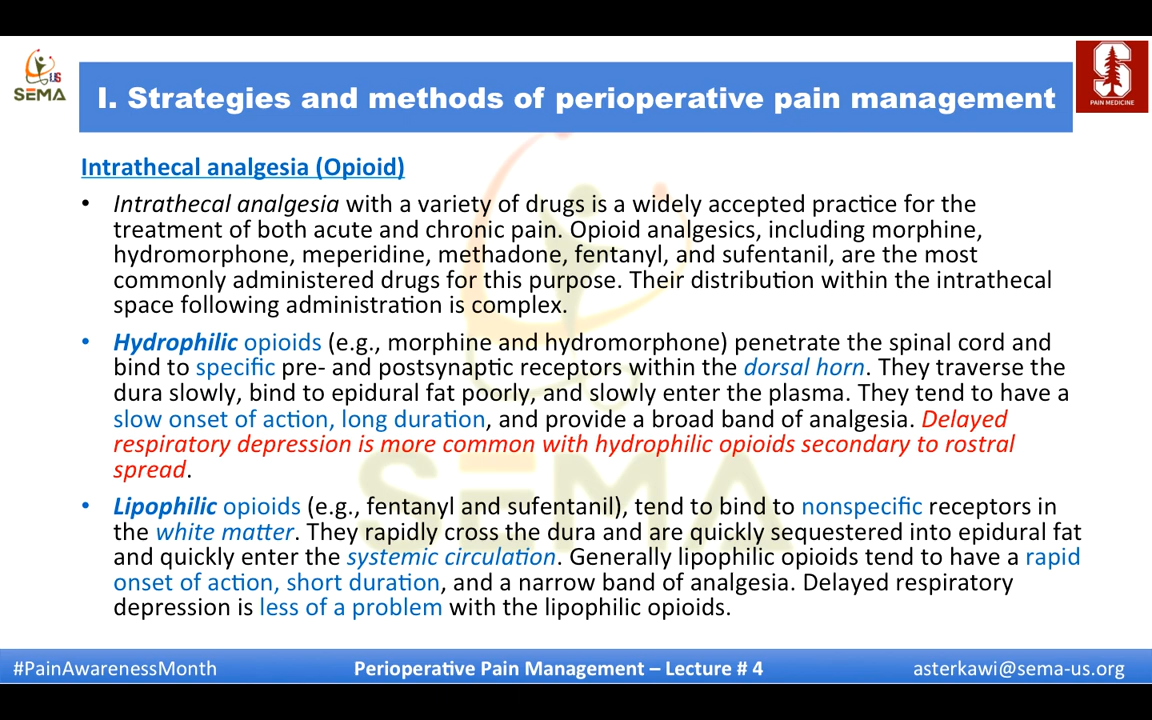 US
SEMA
I. Strategies and methods of perioperative pain management
PAIN MEDICINE
Intrathecal analgesia (Opioid)
• Intrathecal analgesia with a variety of drugs is a widely accepted practice for the
treatment of both acute and chronic pain. Opioid analgesics, including morphine,
hydromorphone, meperidine, methadone, fentanyl, and sufentanil, are the most
commonly administered drugs for this purpose. Their distribution within the intrathecal
space following administration is complex.
• Hydrophilic opioids (e.g., morphine and hydromorphone) penetrate the spinal cord and
bind to specific pre- and postsynaptic receptors within the dorsal horn. They traverse the
dura slowly, bind to epidural fat poorly, and slowly enter the plasma. They tend to have a
slow onset of action, long duration, and provide a broad band of analgesia. Delayed
respiratory depression is more common with hydrophilic opioids secondary to rostral
spread.
• Lipophilic opioids (e.g., fentanyl and sufentanil), tend to bind to nonspecific receptors in
the white matter. They rapidly cross the dura and are quickly sequestered into epidural fat
and quickly enter the systemic circulation. Generally lipophilic opioids tend to have a rapid
onset of action, short duration, and a narrow band of analgesia. Delayed respiratory
depression is less of a problem with the lipophilic opioids.
SEMA
#PainAwarenessMonth
Perioperative Pain Management – Lecture # 4
asterkawi@sema-us.org